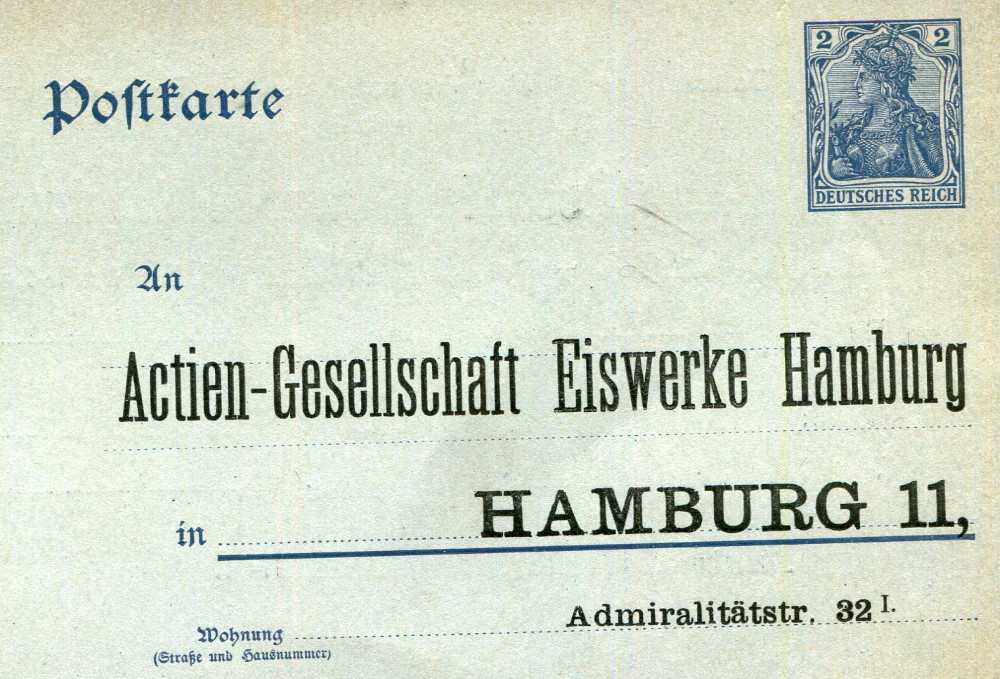 2 2
Postkarte
DEUTSCHES REICH
An
Actien-Gesellschaft Eiswerke Hamburg
in HAMBURG 11,
Admiralitätstr. 32 I.
Wohnung
(Straße und Hausnummer)